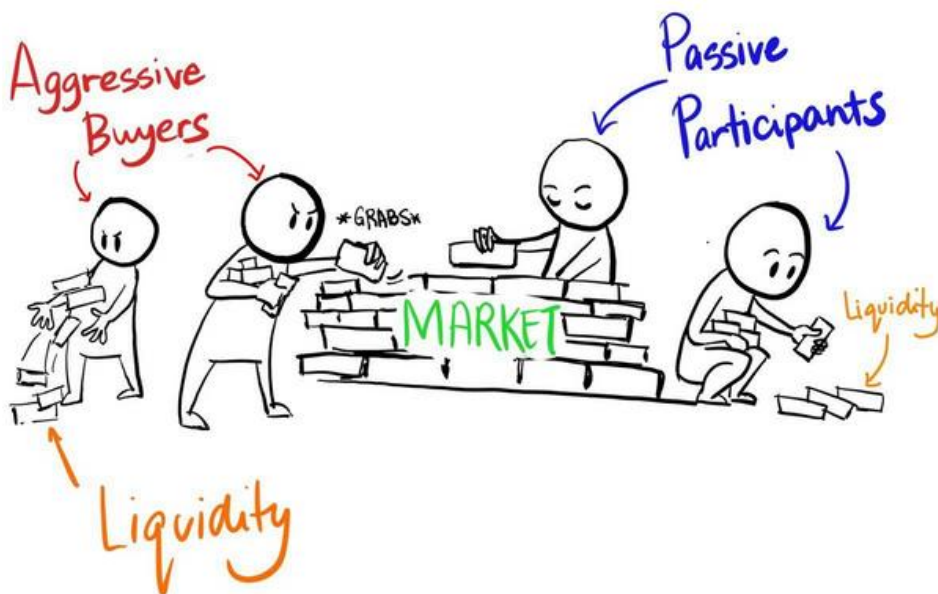 Aggressive
Buyers
Passive
Participants
*GRABS*
MARKET
Liquidity
Liquidity